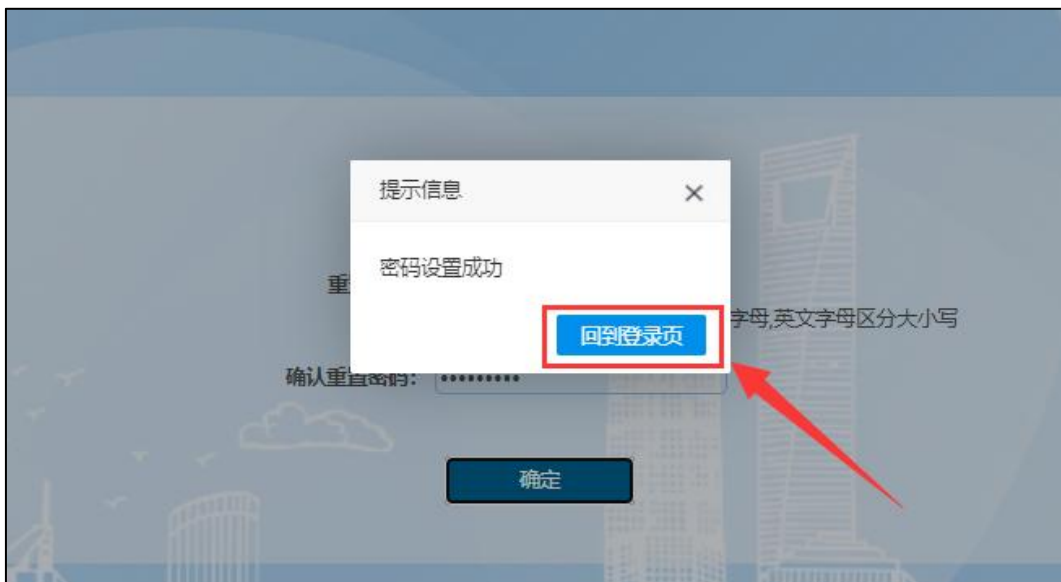 提示信息
密码设置成功
重
字母,英文字母区分大小写
回到登录页
确认重置密码：
确定